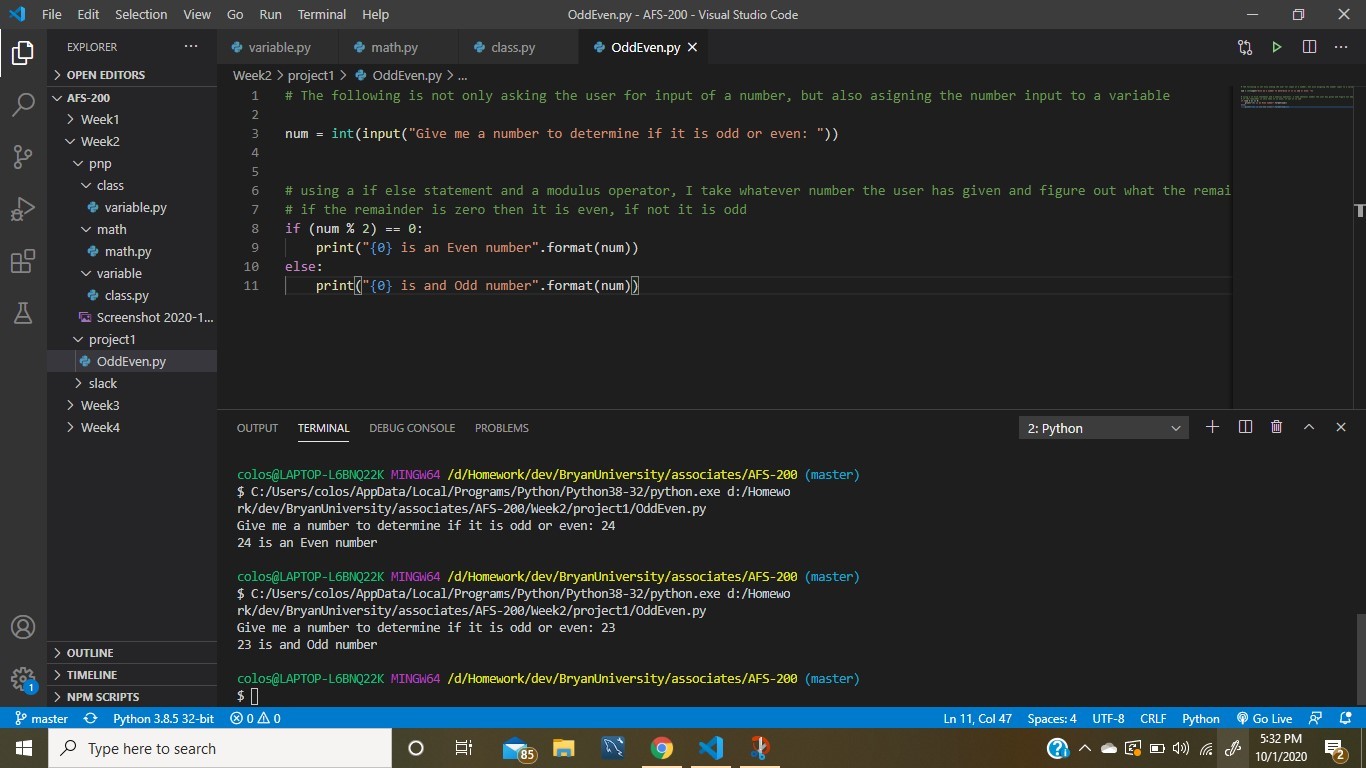 File Edit Selection View Go Run Terminal Help
OddEven.py - AFS-200 - Visual Studio Code
EXPLORER
OPEN EDITORS
AFS-200
Week1
Week2
pnp
class
variable.py
math
math.py
variable
class.py
Screenshot 2020-1...
project1
OddEven.py
slack
Week3
Week4
OUTLINE
TIMELINE
NPM SCRIPTS
variable.py math.py class.py OddEven.py
Week2 > project1 > OddEven.py > ...
1 # The following is not only asking the user for input of a number, but also asigning the number input to a variable
2
3 num = int(input("Give me a number to determine if it is odd or even: "))
4
5
6 # using a if else statement and a modulus operator, I take whatever number the user has given and figure out what the remai
7 # if the remainder is zero then it is even, if not it is odd
8 if (num % 2) == 0:
9 print("{0} is an Even number".format(num))
10 else:
11 print("{0} is and Odd number".format(num))
OUTPUT TERMINAL DEBUG CONSOLE PROBLEMS
2: Python
colos@LAPTOP-L6BNQ22K MINGW64 /d/Homework/dev/BryanUniversity/associates/AFS-200 (master)
$ C:/Users/colos/AppData/Local/Programs/Python/Python38-32/python.exe d:/Homewo
rk/dev/BryanUniversity/associates/AFS-200/Week2/project1/OddEven.py
Give me a number to determine if it is odd or even: 24
24 is an Even number
colos@LAPTOP-L6BNQ22K MINGW64 /d/Homework/dev/BryanUniversity/associates/AFS-200 (master)
$ C:/Users/colos/AppData/Local/Programs/Python/Python38-32/python.exe d:/Homewo
rk/dev/BryanUniversity/associates/AFS-200/Week2/project1/OddEven.py
Give me a number to determine if it is odd or even: 23
23 is and Odd number
colos@LAPTOP-L6BNQ22K MINGW64 /d/Homework/dev/BryanUniversity/associates/AFS-200 (master)
$
1
master Python 3.8.5 32-bit 0 0
Ln 11, Col 47 Spaces: 4 UTF-8 CRLF Python Go Live
Type here to search
85
5:32 PM
10/1/2020
2